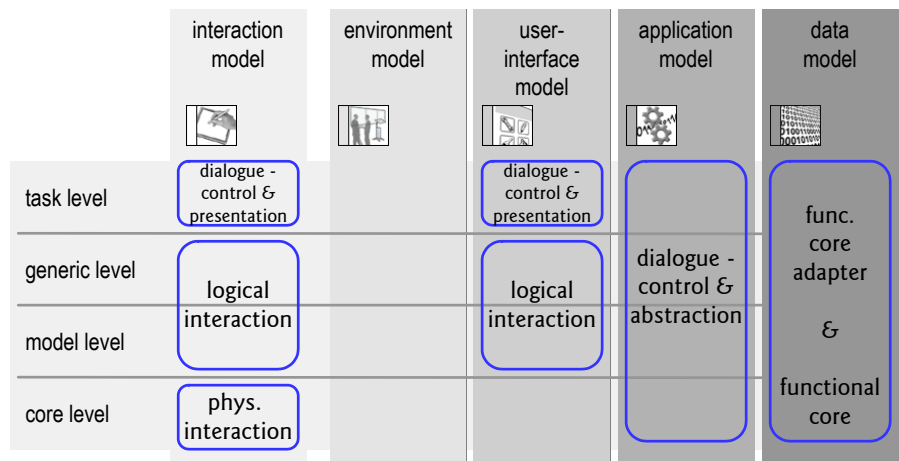 interaction
model
environment
model
user-
interface
model
application
model
data
model
task level
dialogue -
control &
presentation
dialogue -
control &
presentation
generic level
model level
logical
interaction
logical
interaction
dialogue -
control &
abstraction
func.
core
adapter
&
functional
core
core level
phys.
interaction